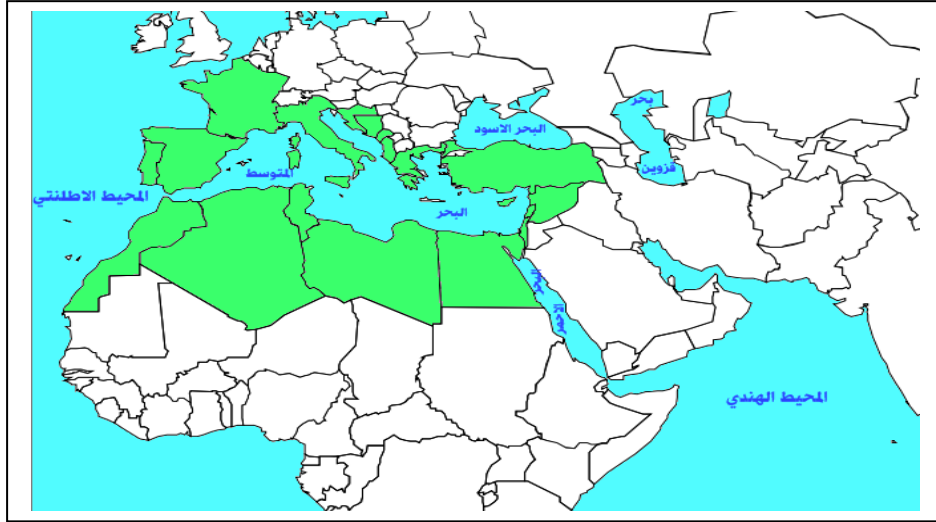 بحر
البحر الاسود
قزوين
المتوسط
المحيط الاطلنتي
البحر
البحر
الاحمر
المحيط الهندي